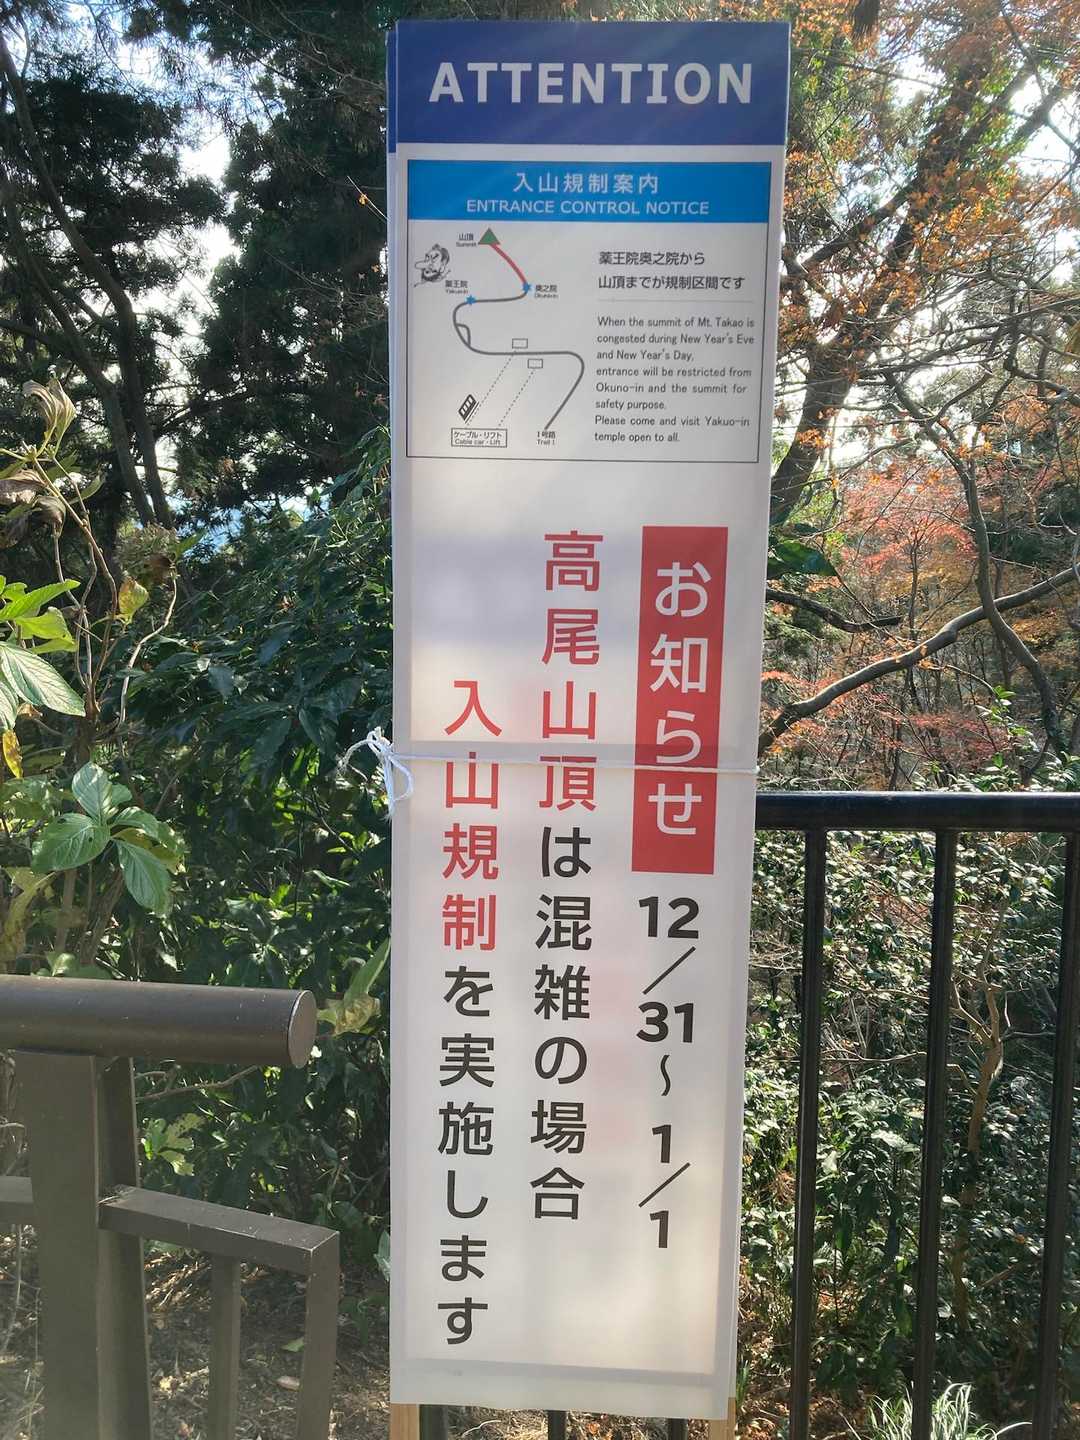 ATTENTION
入山規制案内
ENTRANCE CONTROL NOTICE
山頂
Summit
薬王院
Yakuoin
奥之院
Okunoin
ケーブル・リフト
Cable car・Lift
1号路
Trail 1
薬王院奥之院から
山頂までが規制区間です
When the summit of Mt. Takao is
congested during New Year's Eve
and New Year's Day,
entrance will be restricted from
Okuno-in and the summit for
safety purpose.
Please come and visit Yakuo-in
temple open to all.
お知らせ
12/31~1/1
高尾山頂は混雑の場合
入山規制を実施します